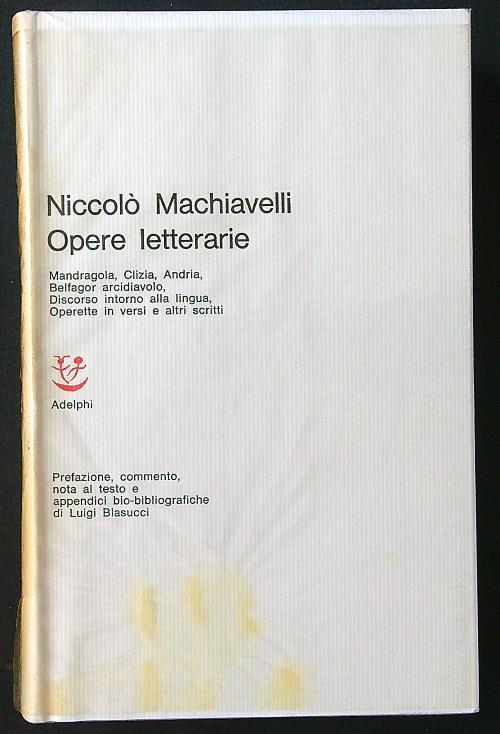 Niccolò Machiavelli
Opere letterarie
Mandragola, Clizia, Andria,
Belfagor arcidiavolo,
Discorso intorno alla lingua,
Operette in versi e altri scritti
Adelphi
Prefazione, commento,
nota al testo e
appendici bio-bibliografiche
di Luigi Blasucci